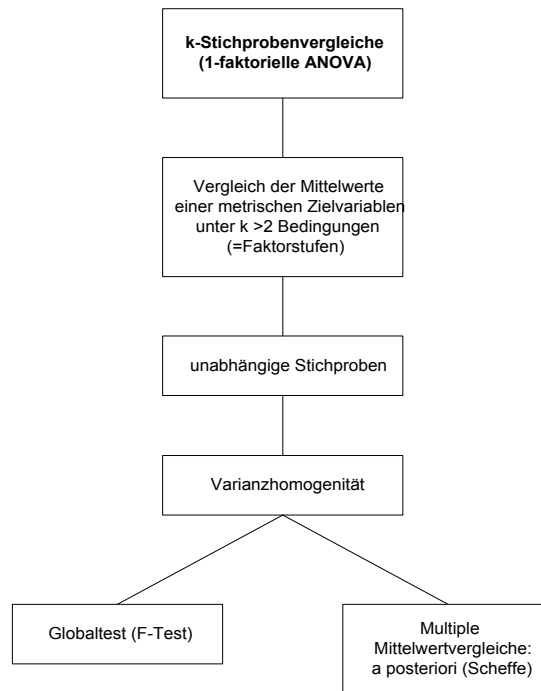 k-Stichprobenvergleiche
(1-faktorielle ANOVA)
Vergleich der Mittelwerte
einer metrischen Zielvariablen
unter k >2 Bedingungen
(=Faktorstufen)
unabhängige Stichproben
Varianzhomogenität
Globaltest (F-Test)
Multiple
Mittelwertvergleiche:
a posteriori (Scheffe)